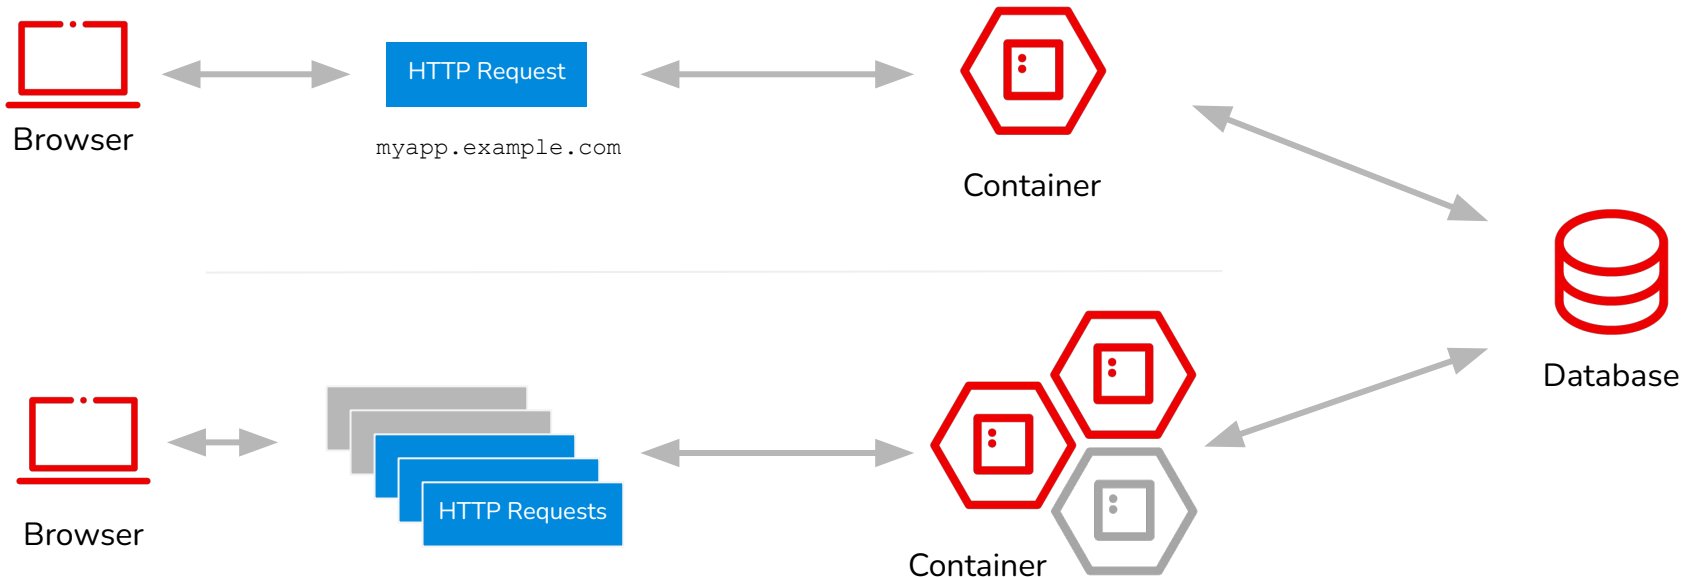 HTTP Request
Browser
myapp.example.com
Container
Database
HTTP Requests
Browser
Container